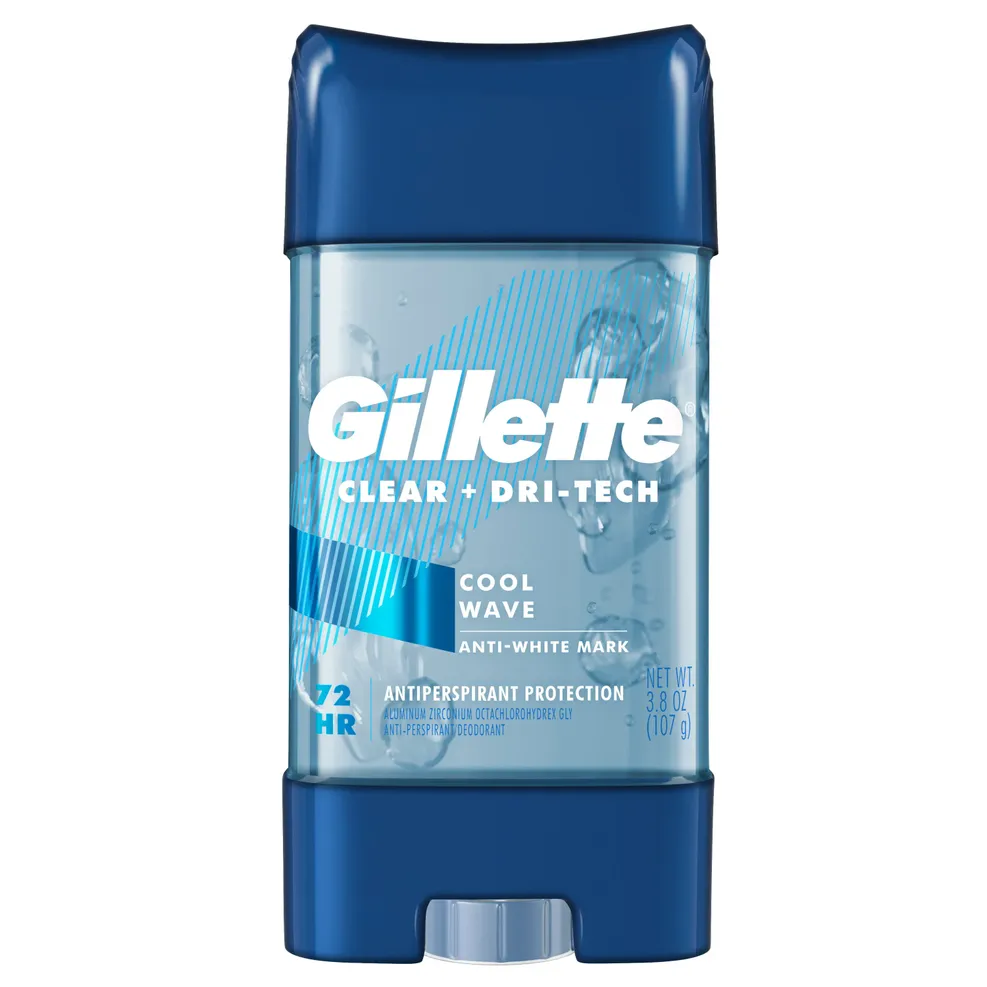 Gillette®
CLEAR + DRI-TECH
COOL
WAVE
ANTI-WHITE MARK
72
HR
ANTIPERSPIRANT PROTECTION
ALUMINUM ZIRCONIUM OCTACHLOROHYDREX GLY
ANTI-PERSPIRANT/DEODORANT
NET WT.
3.8 OZ
(107 g)